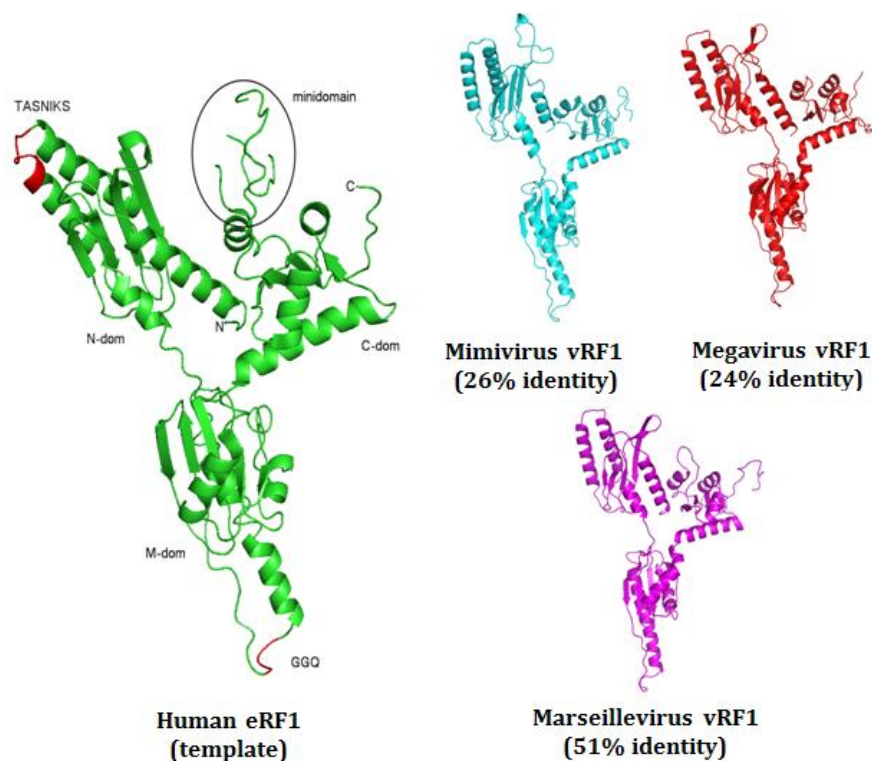 TASNIKS
minidomain
C
N-dom
N
C-dom
M-dom
GGQ
Human eRF1
(template)
Mimivirus vRF1
(26% identity)
Megavirus vRF1
(24% identity)
Marseillevirus vRF1
(51% identity)